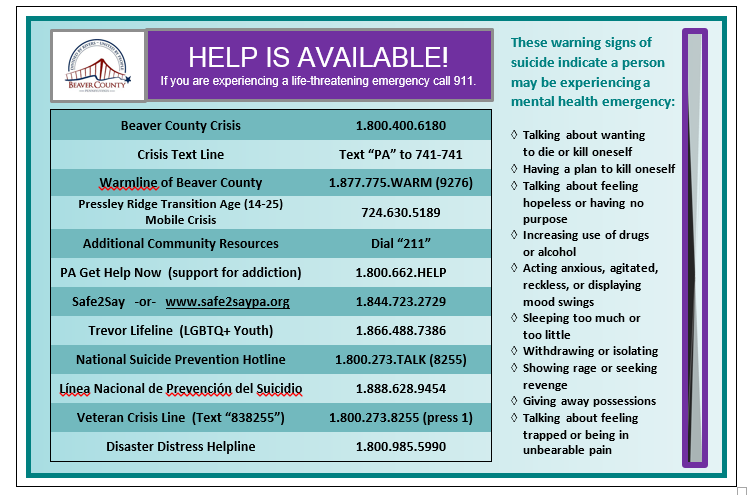 BEAVER COUNTY
HELP IS AVAILABLE!
If you are experiencing a life-threatening emergency call 911.
Beaver County Crisis 1.800.400.6180
Crisis Text Line Text “PA” to 741-741
Warmline of Beaver County 1.877.775.WARM (9276)
Pressley Ridge Transition Age (14-25)
Mobile Crisis 724.630.5189
Additional Community Resources Dial “211”
PA Get Help Now (support for addiction) 1.800.662.HELP
Safe2Say -or- www.safe2saypa.org 1.844.723.2729
Trevor Lifeline (LGBTQ+ Youth) 1.866.488.7386
National Suicide Prevention Hotline 1.800.273.TALK (8255)
Línea Nacional de Prevención del Suicidio 1.888.628.9454
Veteran Crisis Line (Text “838255”) 1.800.273.8255 (press 1)
Disaster Distress Helpline 1.800.985.5990
These warning signs of
suicide indicate a person
may be experiencing a
mental health emergency:
◊ Talking about wanting
to die or kill oneself
◊ Having a plan to kill oneself
◊ Talking about feeling
hopeless or having no
purpose
◊ Increasing use of drugs
or alcohol
◊ Acting anxious, agitated,
reckless, or displaying
mood swings
◊ Sleeping too much or
too little
◊ Withdrawing or isolating
◊ Showing rage or seeking
revenge
◊ Giving away possessions
◊ Talking about feeling
trapped or being in
unbearable pain